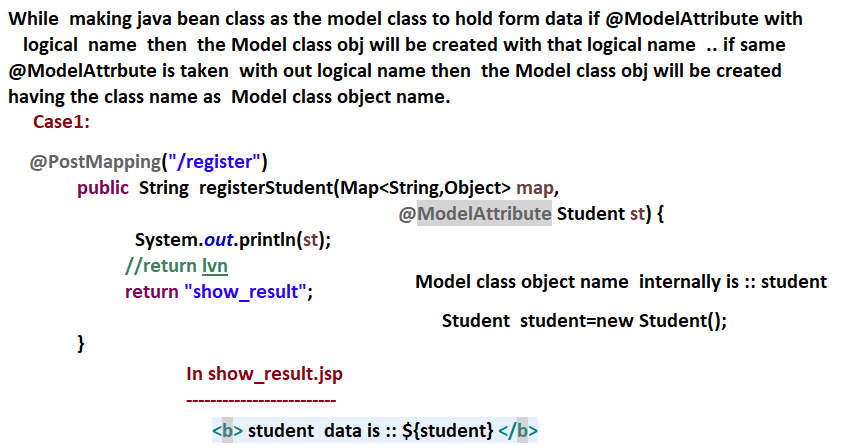 While making java bean class as the model class to hold form data if @ModelAttribute with
logical name then the Model class obj will be created with that logical name .. if same
@ModelAttrbute is taken with out logical name then the Model class obj will be created
having the class name as Model class object name.
Case1:
@PostMapping("/register")
public String registerStudent(Map<String,Object> map,
@ModelAttribute Student st) {
System.out.println(st);
//return lvn
return "show_result";
Model class object name internally is :: student
Student student=new Student();
}
In show_result.jsp
--------------------------
<b> student data is :: ${student} </b>